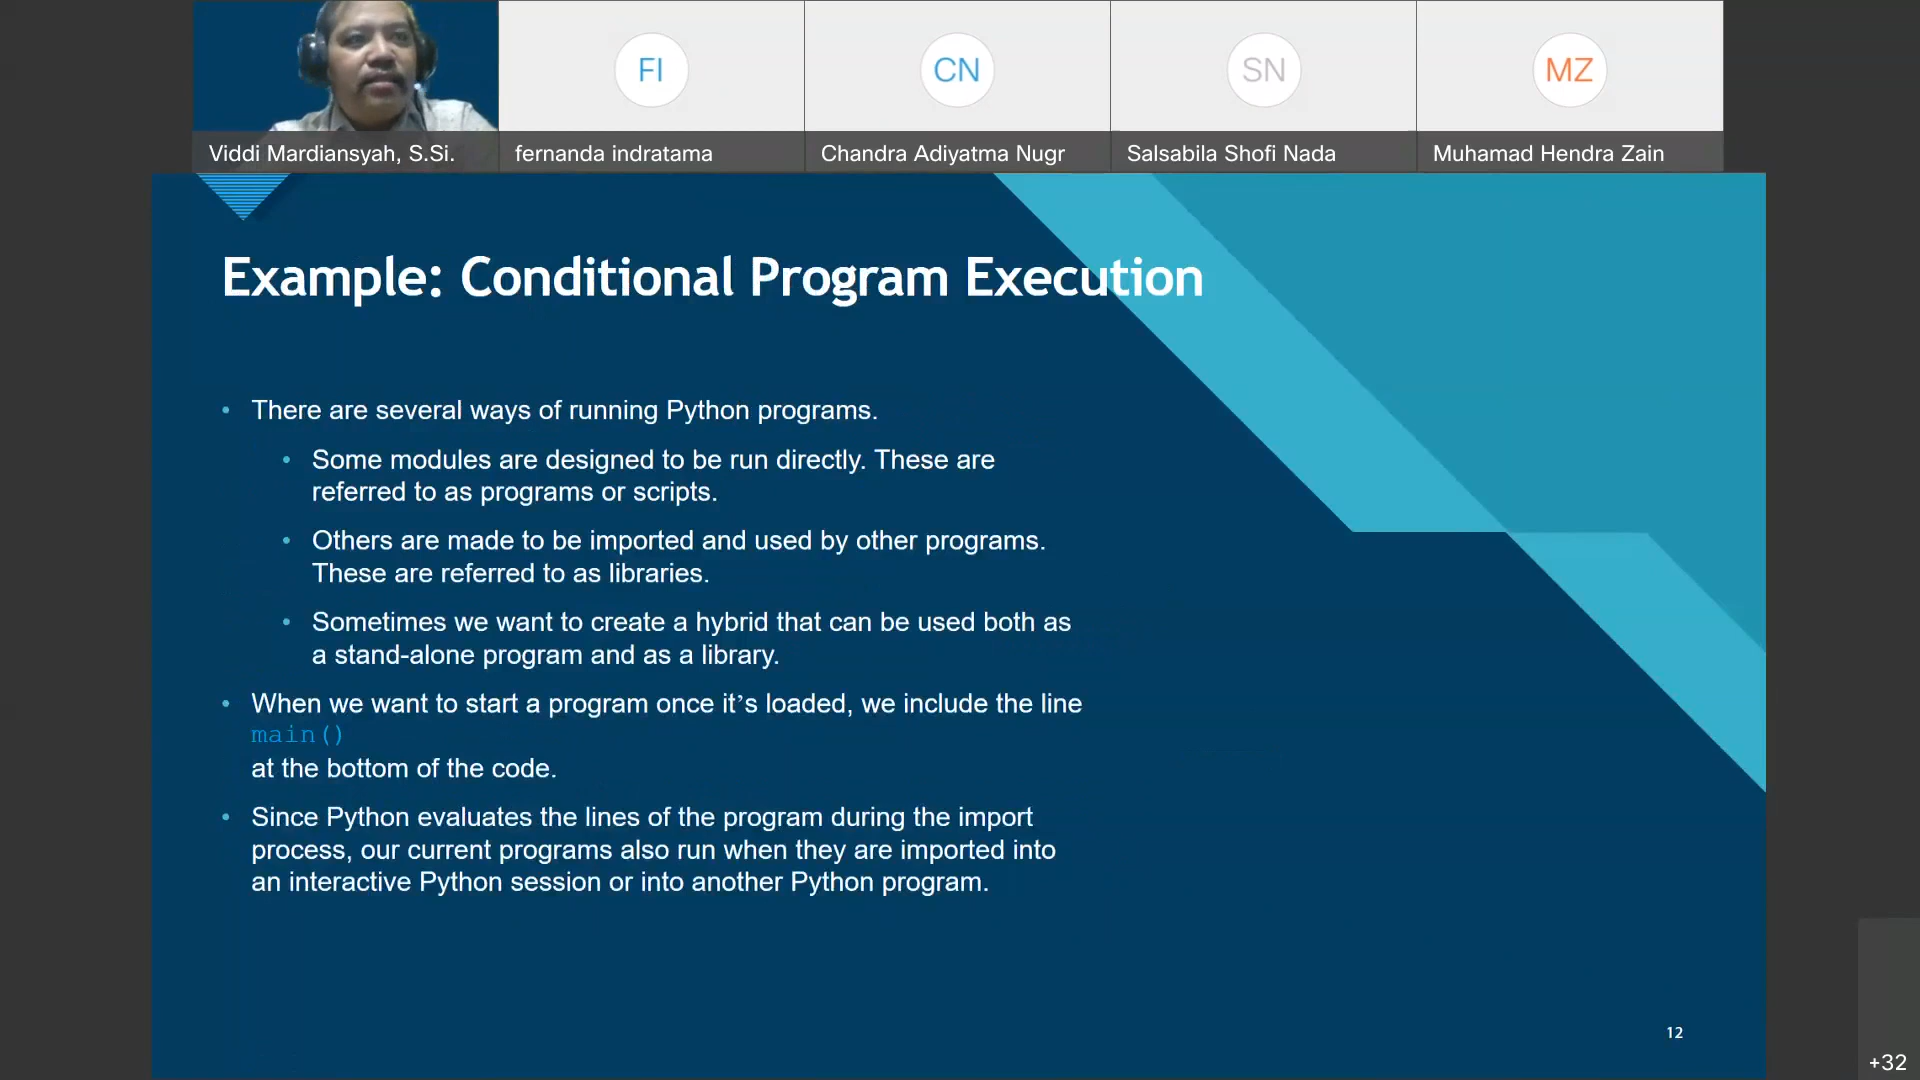 FI
CN
SN
MZ
Viddi Mardiansyah, S.Si.
fernanda indratama
Chandra Adiyatma Nugr
Salsabila Shofi Nada
Muhamad Hendra Zain
Example: Conditional Program Execution
• There are several ways of running Python programs.
• Some modules are designed to be run directly. These are
referred to as programs or scripts.
• Others are made to be imported and used by other programs.
These are referred to as libraries.
• Sometimes we want to create a hybrid that can be used both as
a stand-alone program and as a library.
• When we want to start a program once it’s loaded, we include the line
main()
at the bottom of the code.
• Since Python evaluates the lines of the program during the import
process, our current programs also run when they are imported into
an interactive Python session or into another Python program.
12
+32